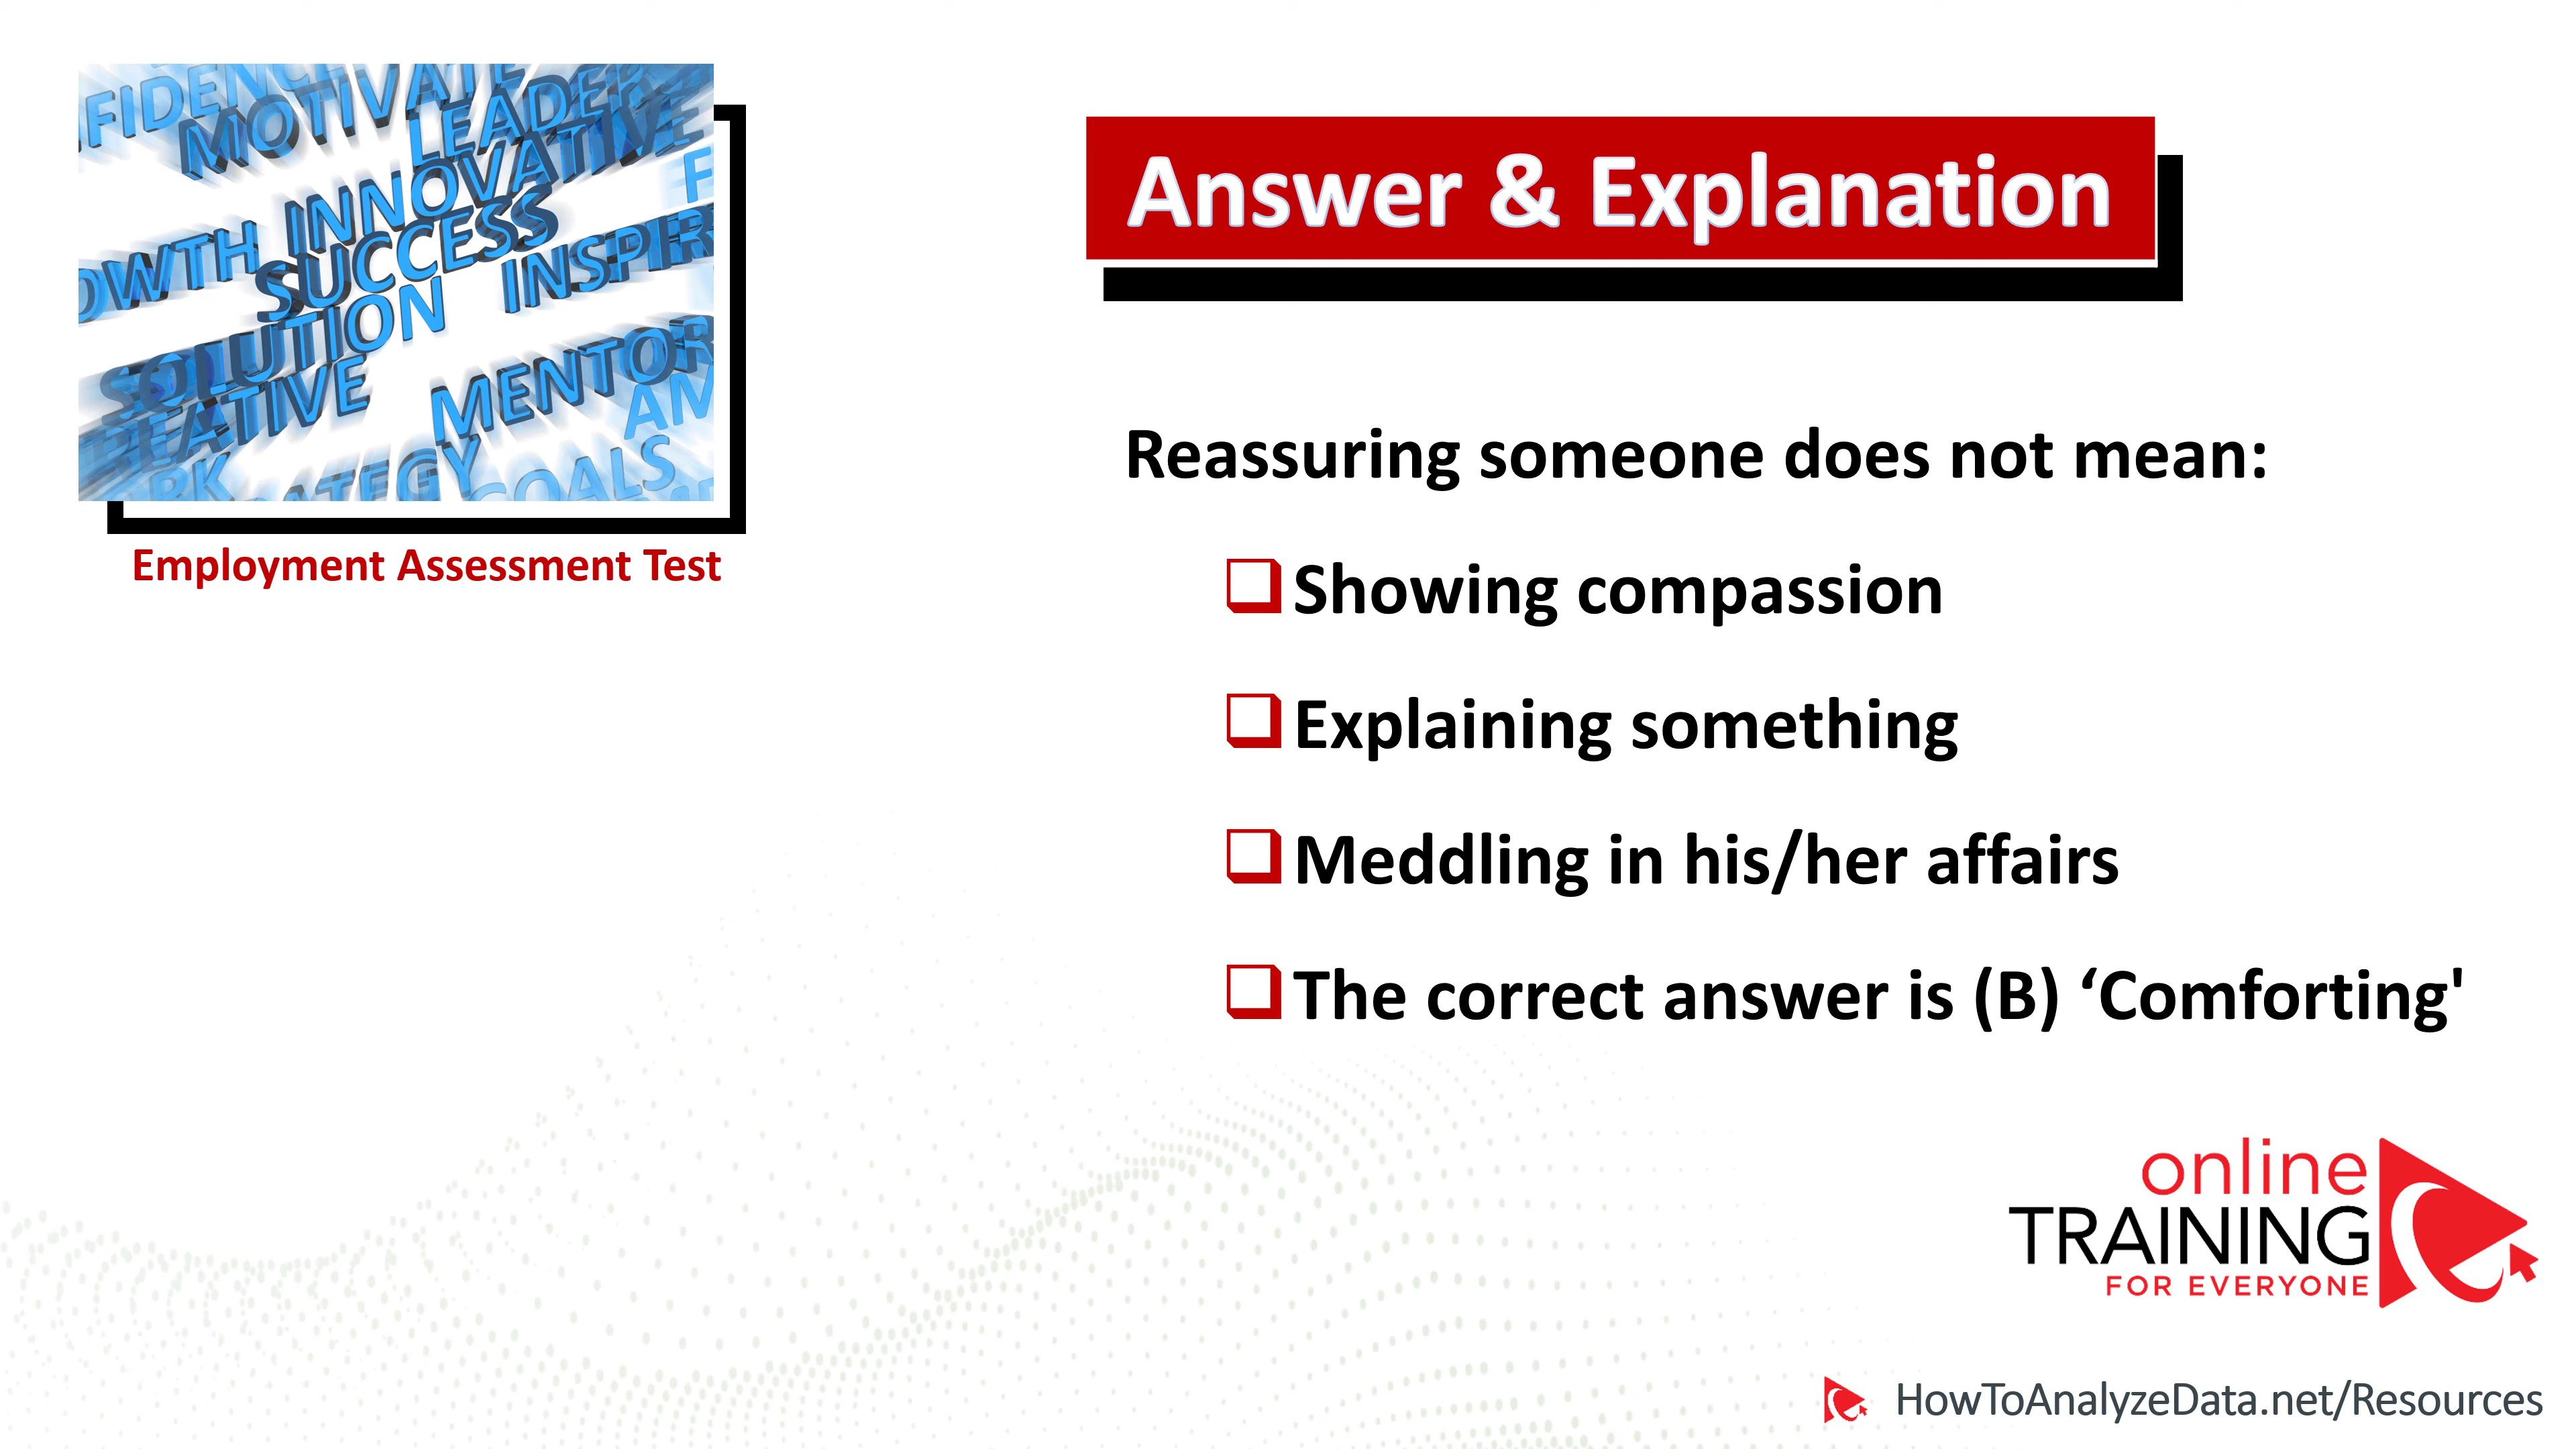 MOTIVATE
LEADER
INNOVATIVE
SUCCESS
INSPIR
SOLUTION
MENTOR
GOALS
Employment Assessment Test
Answer & Explanation
Reassuring someone does not mean:
Showing compassion
Explaining something
Meddling in his/her affairs
The correct answer is (B) ‘Comforting'
online
TRAINING
FOR EVERYONE
HowToAnalyzeData.net/Resources